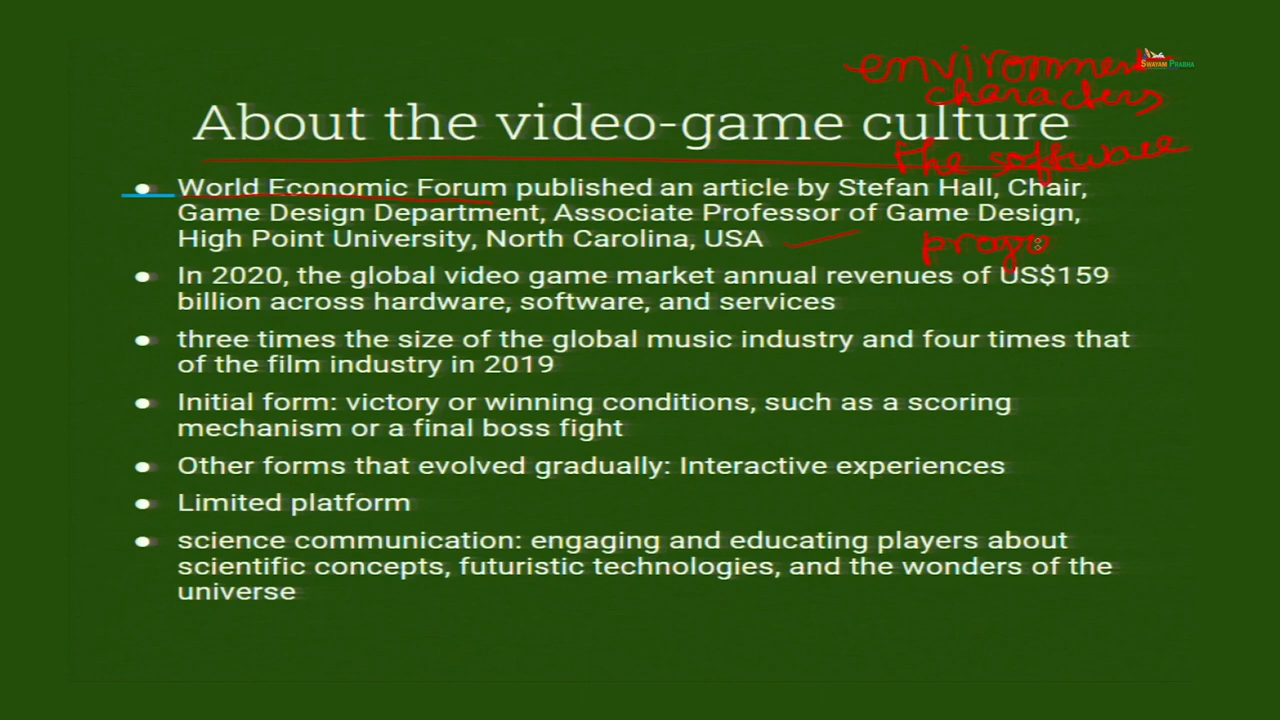 environment
SWAYAM PRABHA
characters
About the video-game culture
the software
● World Economic Forum published an article by Stefan Hall, Chair,
Game Design Department, Associate Professor of Game Design,
High Point University, North Carolina, USA
progr
● In 2020, the global video game market annual revenues of US$159
billion across hardware, software, and services
● three times the size of the global music industry and four times that
of the film industry in 2019
● Initial form: victory or winning conditions, such as a scoring
mechanism or a final boss fight
● Other forms that evolved gradually: Interactive experiences
● Limited platform
● science communication: engaging and educating players about
scientific concepts, futuristic technologies, and the wonders of the
universe